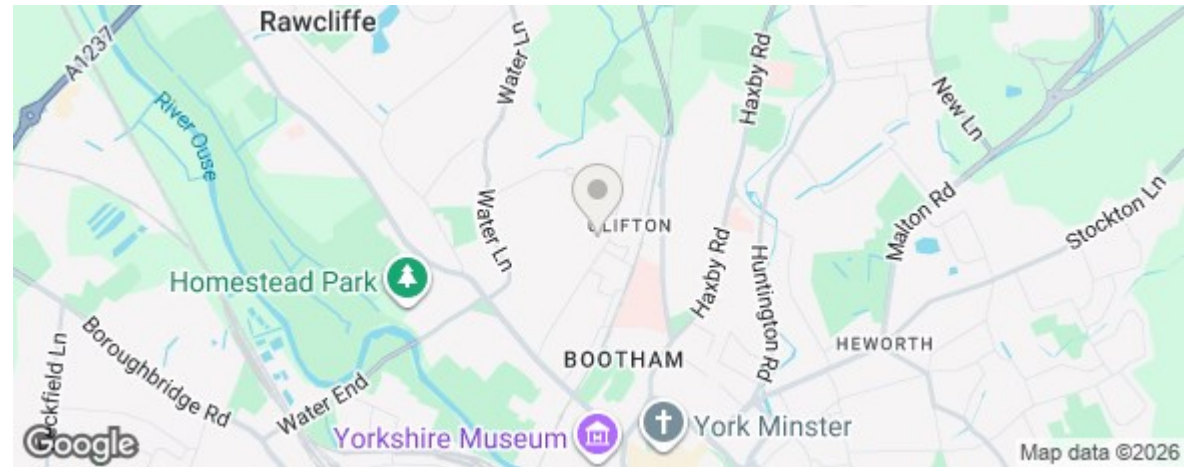 Rawcliffe
A1237
Water Ln
Haxby Rd
River Ouse
New Ln
Malton Rd
Stockton Ln
Water Ln
CLIFTON
Homestead Park
Haxby Rd
Huntington Rd
Boroughbridge Rd
HEWORTH
BOOTHAM
Water End
Yorkshire Museum
York Minster
Google
Map data ©2026